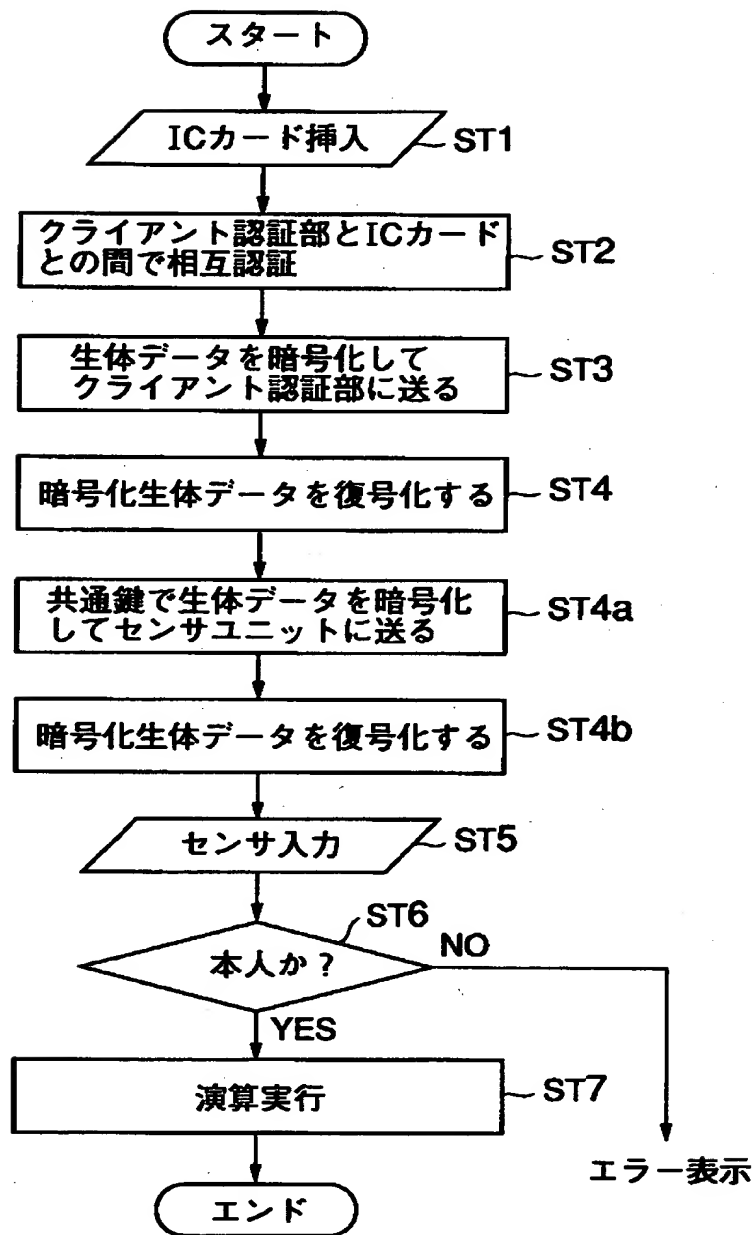 スタート
ICカード挿入
ST1
クライアント認証部とICカード
との間で相互認証
ST2
生体データを暗号化して
クライアント認証部に送る
ST3
暗号化生体データを復号化する
ST4
共通鍵で生体データを暗号化
してセンサユニットに送る
ST4a
暗号化生体データを復号化する
ST4b
センサ入力
ST5
ST6
本人か？
NO
YES
演算実行
ST7
エラー表示
エンド